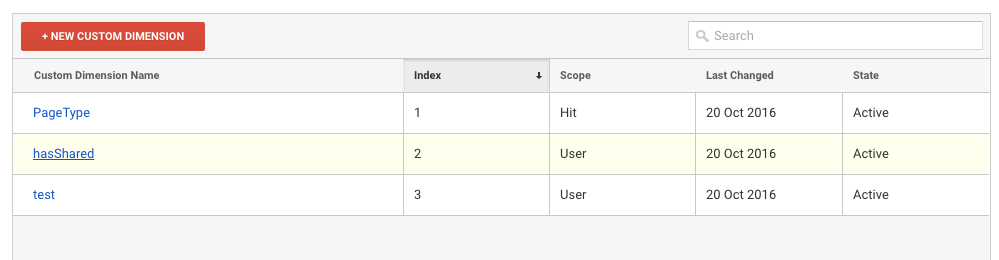 + NEW CUSTOM DIMENSION
Search
Custom Dimension Name Index Scope Last Changed State
PageType 1 Hit 20 Oct 2016 Active
hasShared 2 User 20 Oct 2016 Active
test 3 User 20 Oct 2016 Active